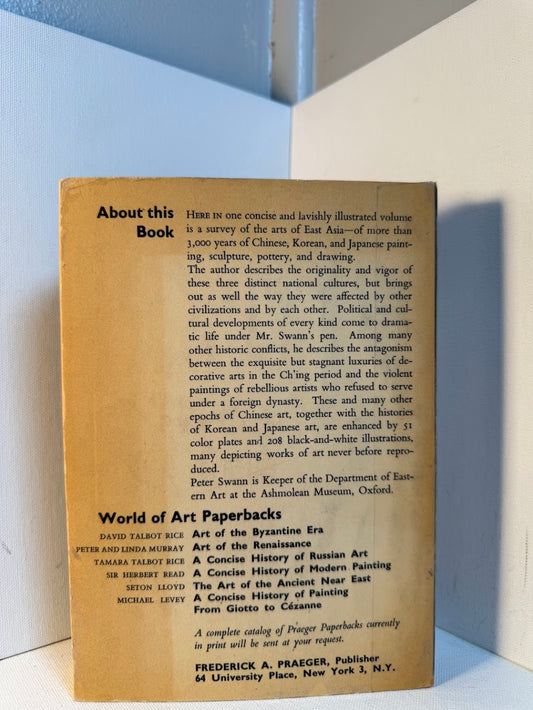 About this
Book
HERE IN one concise and lavishly illustrated volume
is a survey of the arts of East Asia—of more than
3,000 years of Chinese, Korean, and Japanese paint-
ing, sculpture, pottery, and drawing.
The author describes the originality and vigor of
these three distinct national cultures, but brings
out as well the way they were affected by other
civilizations and by each other. Political and cul-
tural developments of every kind come to drama-
tic life under Mr. Swann's pen. Among many
other historic conflicts, he describes the antagonism
between the exquisite but stagnant luxuries of de-
corative arts in the Ch'ing period and the violent
paintings of rebellious artists who refused to serve
under a foreign dynasty. These and many other
epochs of Chinese art, together with the histories
of Korean and Japanese art, are enhanced by 51
color plates and 208 black-and-white illustrations,
many depicting works of art never before repro-
duced.
Peter Swann is Keeper of the Department of East-
ern Art at the Ashmolean Museum, Oxford.
World of Art Paperbacks
DAVID TALBOT RICE Art of the Byzantine Era
PETER AND LINDA MURRAY Art of the Renaissance
TAMARA TALBOT RICE A Concise History of Russian Art
SIR HERBERT READ A Concise History of Modern Painting
SETON LLOYD The Art of the Ancient Near East
MICHAEL LEVEY A Concise History of Painting
From Giotto to Cézanne
A complete catalog of Praeger Paperbacks currently
in print will be sent at your request.
FREDERICK A. PRAEGER, Publisher
64 University Place, New York 3, N.Y.